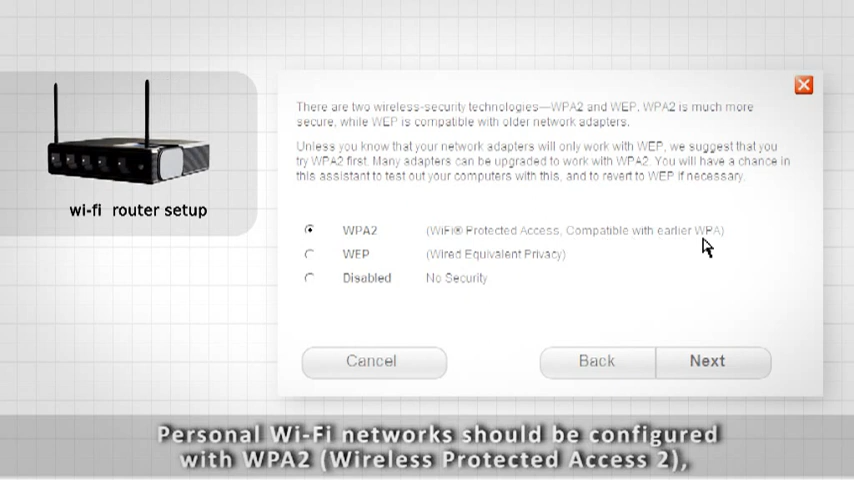 There are two wireless-security technologies—WPA2 and WEP. WPA2 is much more
secure, while WEP is compatible with older network adapters.
Unless you know that your network adapters will only work with WEP, we suggest that you
try WPA2 first. Many adapters can be upgraded to work with WPA2. You will have a chance in
this assistant to test out your computers with this, and to revert to WEP if necessary.
wi-fi router setup
WPA2 (WiFi® Protected Access, Compatible with earlier WPA)
WEP (Wired Equivalent Privacy)
Disabled No Security
Cancel Back Next
Personal Wi-Fi networks should be configured
with WPA2 (Wireless Protected Access 2),